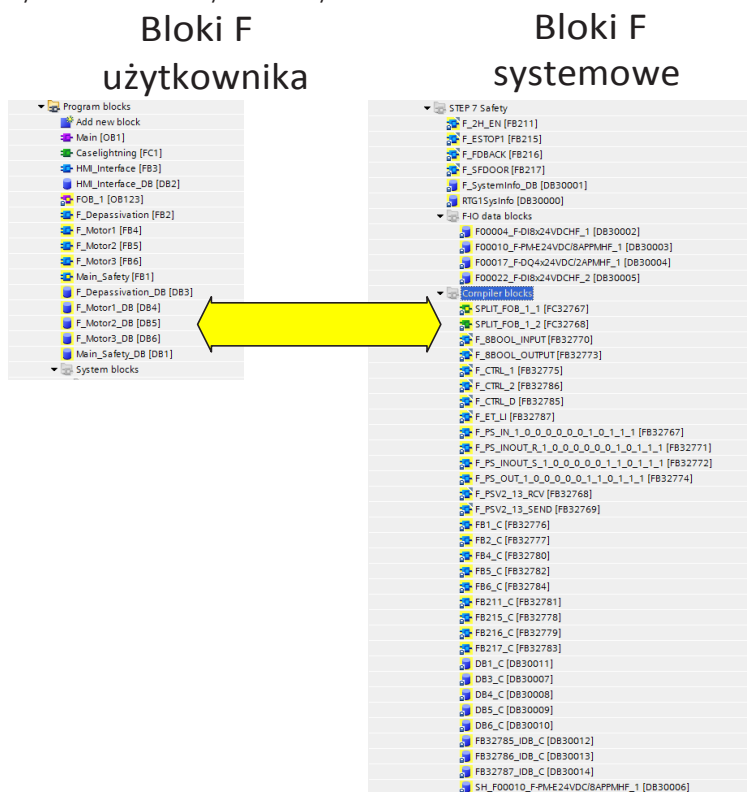 Bloki F
użytkownika
Program blocks
Add new block
Main [OB1]
Caselightning [FC1]
HMI_Interface [FB3]
HMI_Interface_DB [DB2]
FOB_1 [OB123]
F_Depassivation [FB2]
F_Motor1 [FB4]
F_Motor2 [FB5]
F_Motor3 [FB6]
Main_Safety [FB1]
F_Depassivation_DB [DB3]
F_Motor1_DB [DB4]
F_Motor2_DB [DB5]
F_Motor3_DB [DB6]
Main_Safety_DB [DB1]
System blocks
Bloki F
systemowe
STEP 7 Safety
F_2H_EN [FB211]
F_ESTOP1 [FB215]
F_FDBACK [FB216]
F_SFDOOR [FB217]
F_SystemInfo_DB [DB30001]
RTG1SysInfo [DB30000]
F-IO data blocks
F00004_F-DI8x24VDCHF_1 [DB30002]
F00010_F-PM-E24VDC/8APPMHF_1 [DB30003]
F00017_F-DQ4x24VDC/2APMHF_1 [DB30004]
F00022_F-DI8x24VDCHF_2 [DB30005]
Compiler blocks
SPLIT_FOB_1_1 [FC32767]
SPLIT_FOB_1_2 [FC32768]
F_8BOOL_INPUT [FB32770]
F_8BOOL_OUTPUT [FB32773]
F_CTRL_1 [FB32775]
F_CTRL_2 [FB32786]
F_CTRL_D [FB32785]
F_ET_LI [FB32787]
F_PS_IN_1_0_0_0_0_0_1_0_1_1_1 [FB32767]
F_PS_INOUT_R_1_0_0_0_0_0_1_0_1_1_1 [FB32771]
F_PS_INOUT_S_1_0_0_0_0_1_1_0_1_1_1 [FB32772]
F_PS_OUT_1_0_0_0_0_1_1_0_1_1_1 [FB32774]
F_PSV2_13_RCV [FB32768]
F_PSV2_13_SEND [FB32769]
FB1_C [FB32776]
FB2_C [FB32777]
FB4_C [FB32780]
FB5_C [FB32782]
FB6_C [FB32784]
FB211_C [FB32781]
FB215_C [FB32778]
FB216_C [FB32779]
FB217_C [FB32783]
DB1_C [DB30011]
DB3_C [DB30007]
DB4_C [DB30008]
DB5_C [DB30009]
DB6_C [DB30010]
FB32785_IDB_C [DB30012]
FB32786_IDB_C [DB30013]
FB32787_IDB_C [DB30014]
SH_F00010_F-PM-E24VDC/8APPMHF_1 [DB30006]